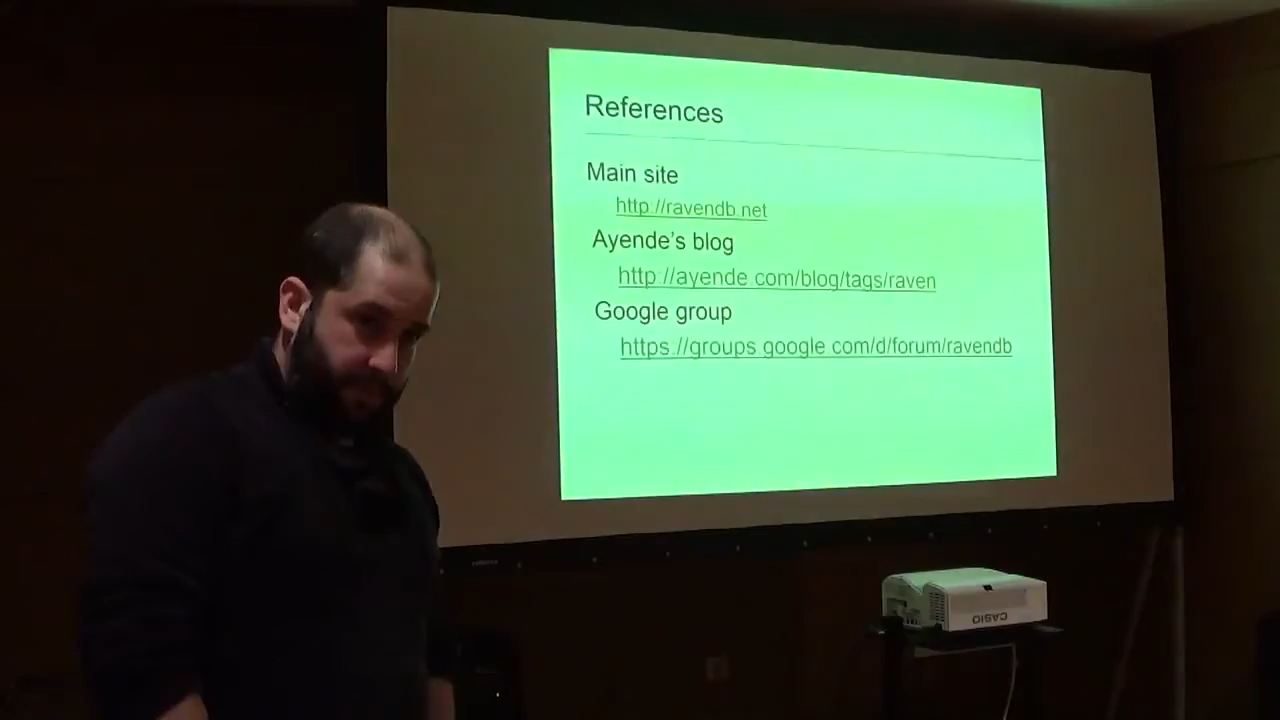 References
Main site
http://ravendb.net
Ayende's blog
http://ayende.com/blog/tags/raven
Google group
https://groups.google.com/d/forum/ravendb
CASIO